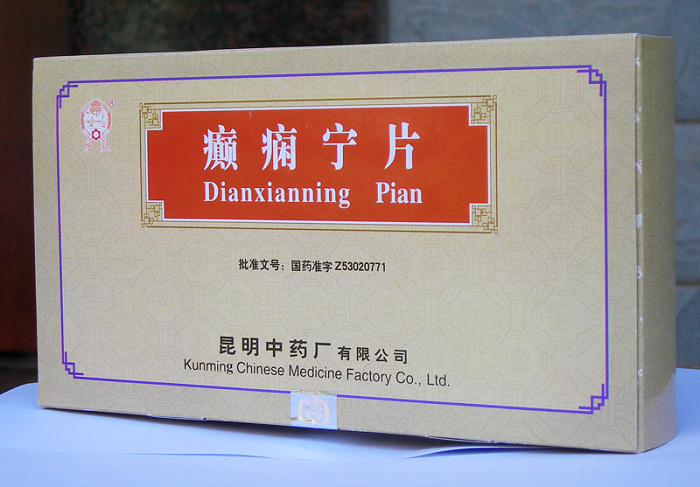 癫痫宁片
Dianxianning Pian
批准文号：国药准字Z53020771
昆明中药厂有限公司
Kunming Chinese Medicine Factory Co., Ltd.